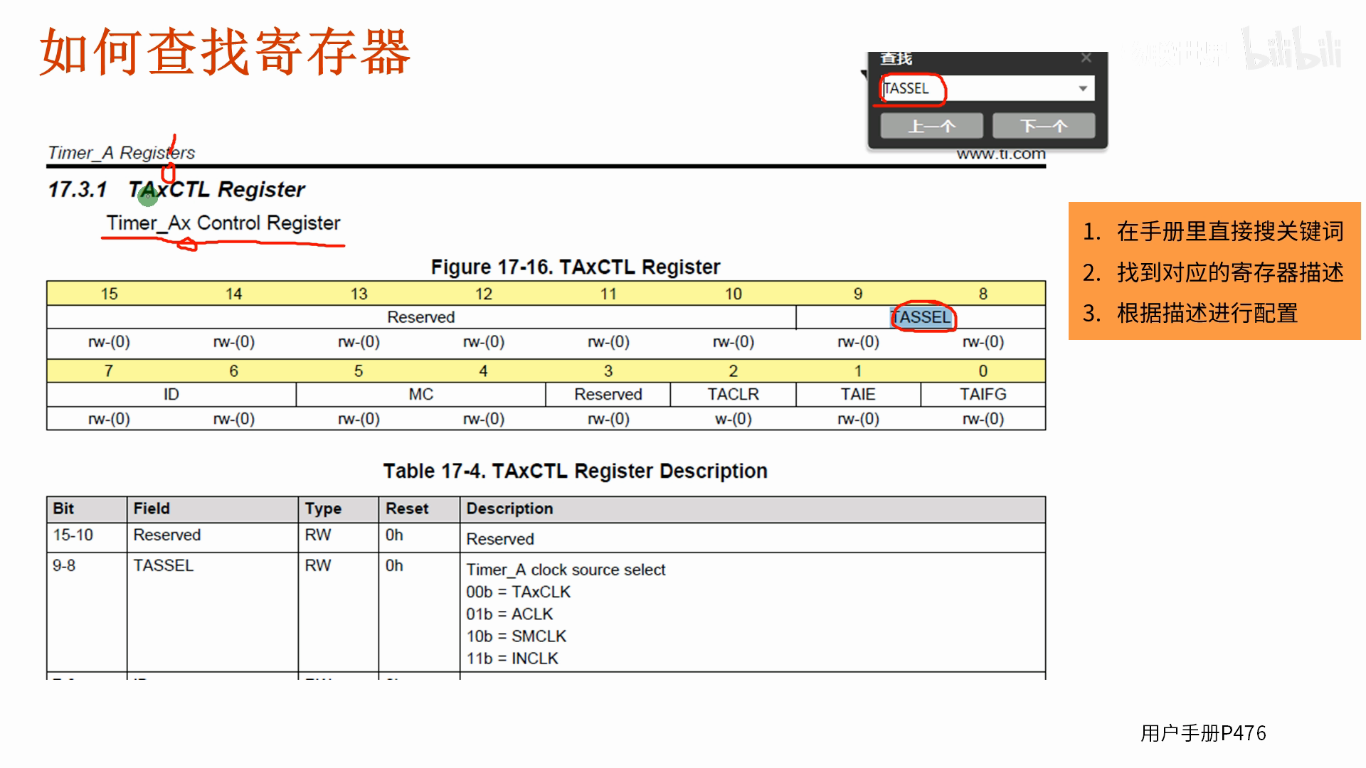 如何查找寄存器
bilibili
查找
TASSEL
上一个 下一个
Timer_A Registers
www.ti.com
17.3.1 TAxCTL Register
Timer_Ax Control Register
1. 在手册里直接搜关键词
2. 找到对应的寄存器描述
3. 根据描述进行配置
Figure 17-16. TAxCTL Register
15 14 13 12 11 10 9 8
Reserved TASSEL
rw-(0) rw-(0) rw-(0) rw-(0) rw-(0) rw-(0) rw-(0) rw-(0)
7 6 5 4 3 2 1 0
ID MC Reserved TACLR TAIE TAIFG
rw-(0) rw-(0) rw-(0) rw-(0) rw-(0) w-(0) rw-(0) rw-(0)
Table 17-4. TAxCTL Register Description
Bit Field Type Reset Description
15-10 Reserved RW 0h Reserved
9-8 TASSEL RW 0h Timer_A clock source select
00b = TAxCLK
01b = ACLK
10b = SMCLK
11b = INCLK
用户手册P476